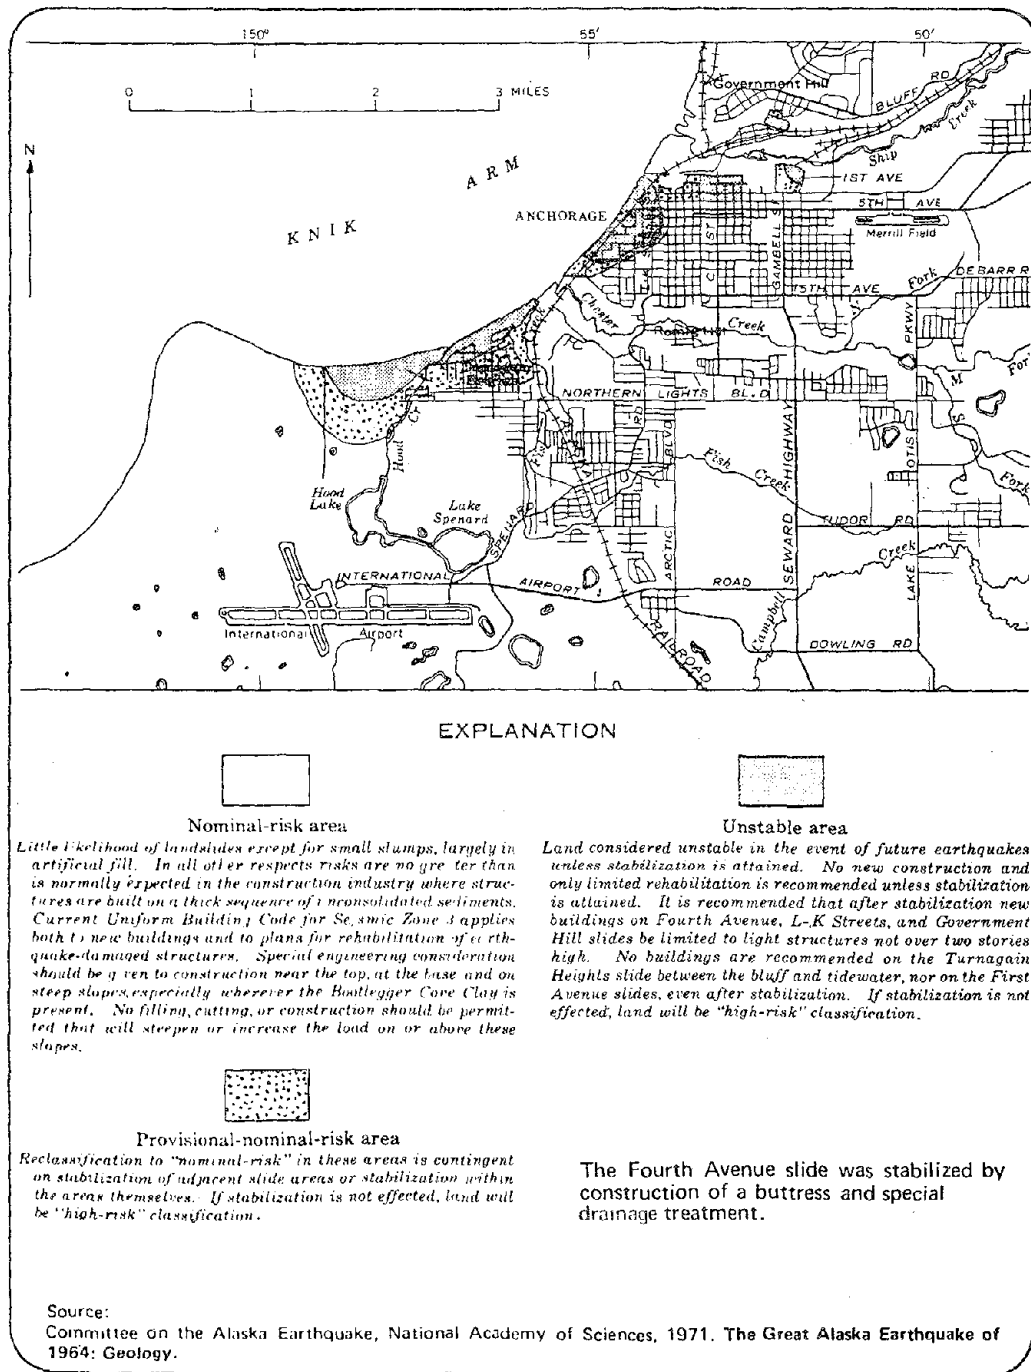 150°
55'
50'
0 1 2 3 MILES
N
KNIK ARM
Government Hill
BLUFF RD
Ship Creek
1ST AVE
5TH AVE
ANCHORAGE
Merrill Field
C ST
GAMBELL ST
DEBARR R
15TH AVE
Fork
Chester Creek
PKWY
NORTHERN LIGHTS BLVD
RD
Hood Cr
Fish Creek
Fork
Hood Lake
Lake Spenard
SPENARD
ARCTIC BLVD
SEWARD HIGHWAY
LAKE OTIS
TUDOR RD
Creek
INTERNATIONAL AIRPORT ROAD
International Airport
RAILROAD
Campbell
DOWLING RD
EXPLANATION
Nominal-risk area
Little likelihood of landslides except for small slumps, largely in
artificial fill. In all other respects risks are no greater than
is normally expected in the construction industry where struc-
tures are built on a thick sequence of unconsolidated sediments.
Current Uniform Building Code for Seismic Zone 3 applies
both to new buildings and to plans for rehabilitation of earth-
quake-damaged structures. Special engineering consideration
should be given to construction near the top, at the base and on
steep slopes, especially wherever the Bootlegger Cove Clay is
present. No filling, cutting, or construction should be permit-
ted that will steepen or increase the load on or above these
slopes.
Unstable area
Land considered unstable in the event of future earthquakes
unless stabilization is attained. No new construction and
only limited rehabilitation is recommended unless stabilization
is attained. It is recommended that after stabilization new
buildings on Fourth Avenue, L-K Streets, and Government
Hill slides be limited to light structures not over two stories
high. No buildings are recommended on the Turnagain
Heights slide between the bluff and tidewater, nor on the First
Avenue slides, even after stabilization. If stabilization is not
effected, land will be "high-risk" classification.
Provisional-nominal-risk area
Reclassification to "nominal-risk" in these areas is contingent
on stabilization of adjacent slide areas or stabilization within
the areas themselves. If stabilization is not effected, land will
be "high-risk" classification.
The Fourth Avenue slide was stabilized by
construction of a buttress and special
drainage treatment.
Source:
Committee on the Alaska Earthquake, National Academy of Sciences, 1971. The Great Alaska Earthquake of
1964: Geology.